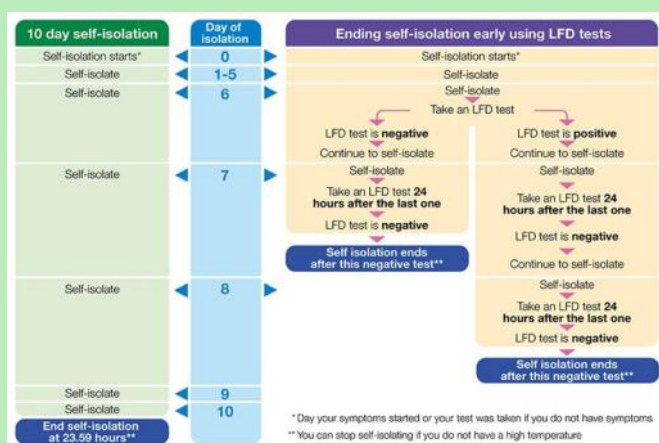 10 day self-isolation
Day of
isolation
Ending self-isolation early using LFD tests
Self-isolation starts*
0
Self-isolation starts*
Self-isolate
1-5
Self-isolate
Self-isolate
6
Self-isolate
Take an LFD test
LFD test is negative
LFD test is positive
Continue to self-isolate
Continue to self-isolate
Self-isolate
7
Self-isolate
Self-isolate
Take an LFD test 24
hours after the last one
Take an LFD test 24
hours after the last one
LFD test is negative
LFD test is negative
Self isolation ends
after this negative test**
Continue to self-isolate
Self-isolate
8
Self-isolate
Take an LFD test 24
hours after the last one
LFD test is negative
Self isolation ends
after this negative test**
Self-isolate
9
Self-isolate
10
End self-isolation
at 23.59 hours**
* Day your symptoms started or your test was taken if you do not have symptoms
** You can stop self-isolating if you do not have a high temperature